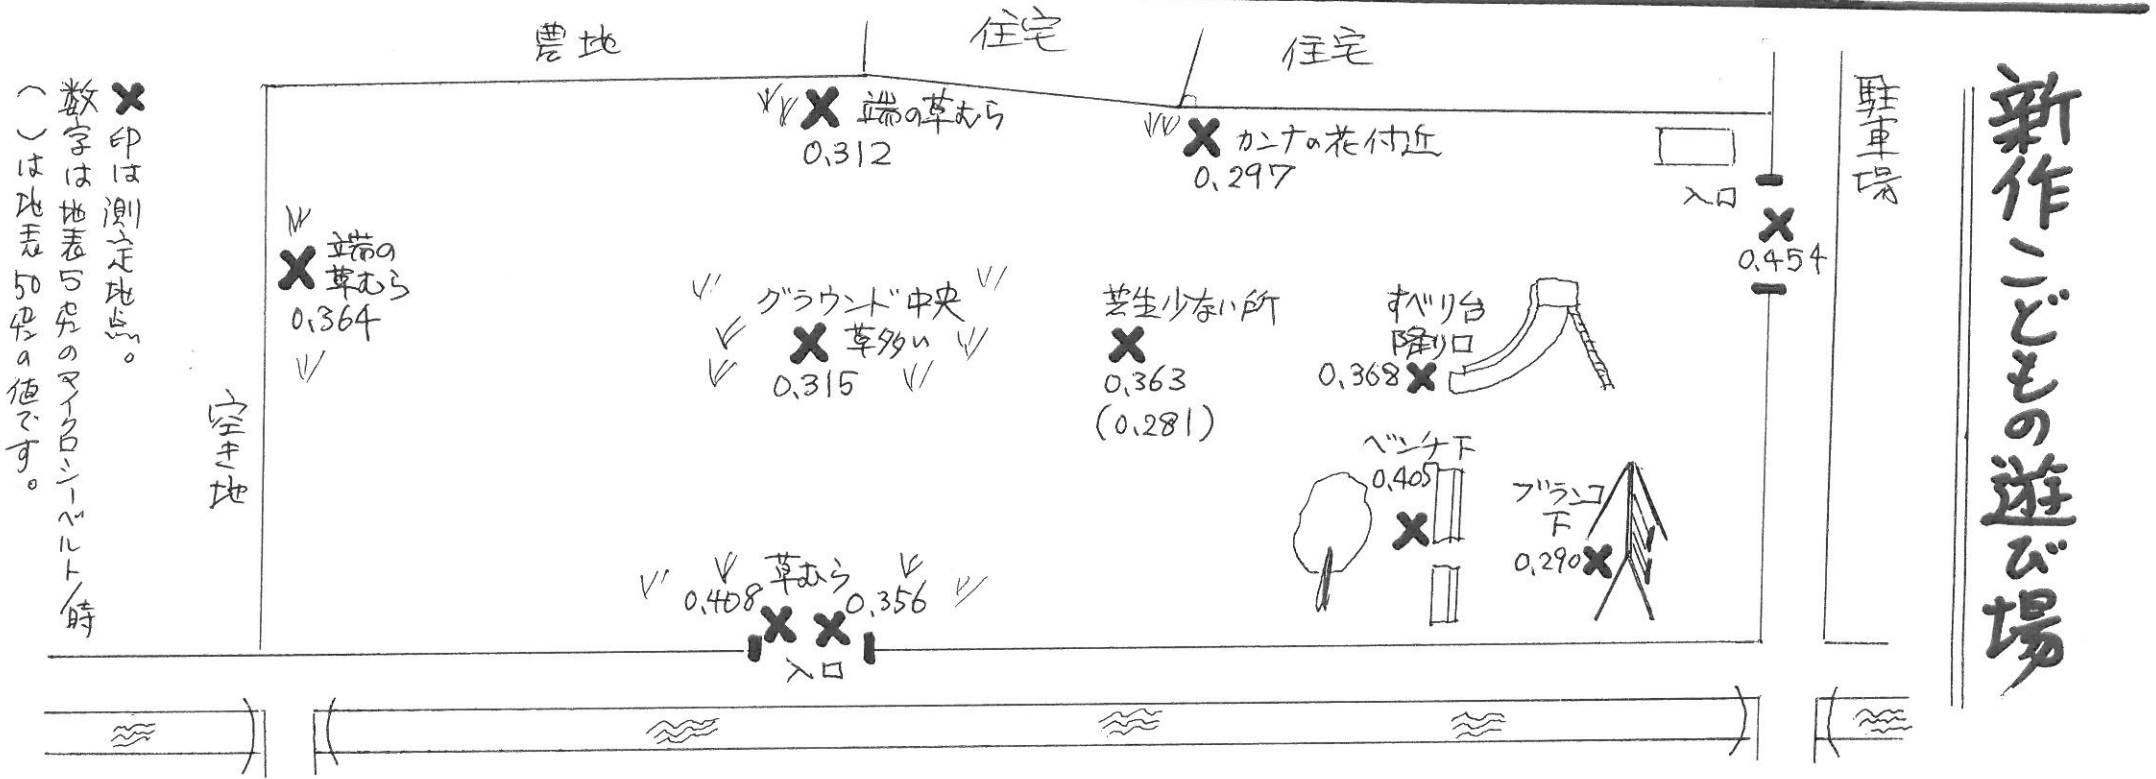 新作こどもの遊び場
✖印は測定地点。
数字は地表5㌢のマイクロシーベルト/時
( )は地表50㌢の値です。
農地
住宅
住宅
駐車場
端の草むら
0.312
カンナの花付近
0.297
入口
0.454
端の
草むら
0.364
グラウンド中央
草多い
0.315
芝生少ない所
0.363
(0.281)
すべり台
降り口
0.368
空き地
ベンチ下
0.405
ブランコ
下
0.290
草むら
0.408
0.356
入口